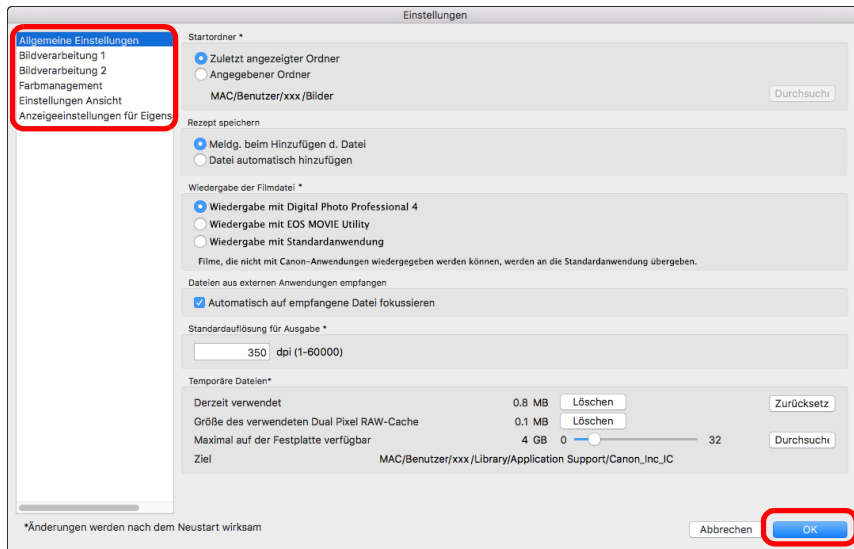 Einstellungen
Allgemeine Einstellungen
Bildverarbeitung 1
Bildverarbeitung 2
Farbmanagement
Einstellungen Ansicht
Anzeigeeinstellungen für Eigens
Startordner *
Zuletzt angezeigter Ordner
Angegebener Ordner
MAC/Benutzer/xxx/Bilder
Durchsuche
Rezept speichern
Meldg. beim Hinzufügen d. Datei
Datei automatisch hinzufügen
Wiedergabe der Filmdatei *
Wiedergabe mit Digital Photo Professional 4
Wiedergabe mit EOS MOVIE Utility
Wiedergabe mit Standardanwendung
Filme, die nicht mit Canon-Anwendungen wiedergegeben werden können, werden an die Standardanwendung übergeben.
Dateien aus externen Anwendungen empfangen
Automatisch auf empfangene Datei fokussieren
Standardauflösung für Ausgabe *
350 dpi (1-60000)
Temporäre Dateien*
Derzeit verwendet 0.8 MB Löschen Zurücksetz
Größe des verwendeten Dual Pixel RAW-Cache 0.1 MB Löschen
Maximal auf der Festplatte verfügbar 4 GB 0 32 Durchsuche
Ziel MAC/Benutzer/xxx/Library/Application Support/Canon_Inc_IC
*Änderungen werden nach dem Neustart wirksam
Abbrechen OK